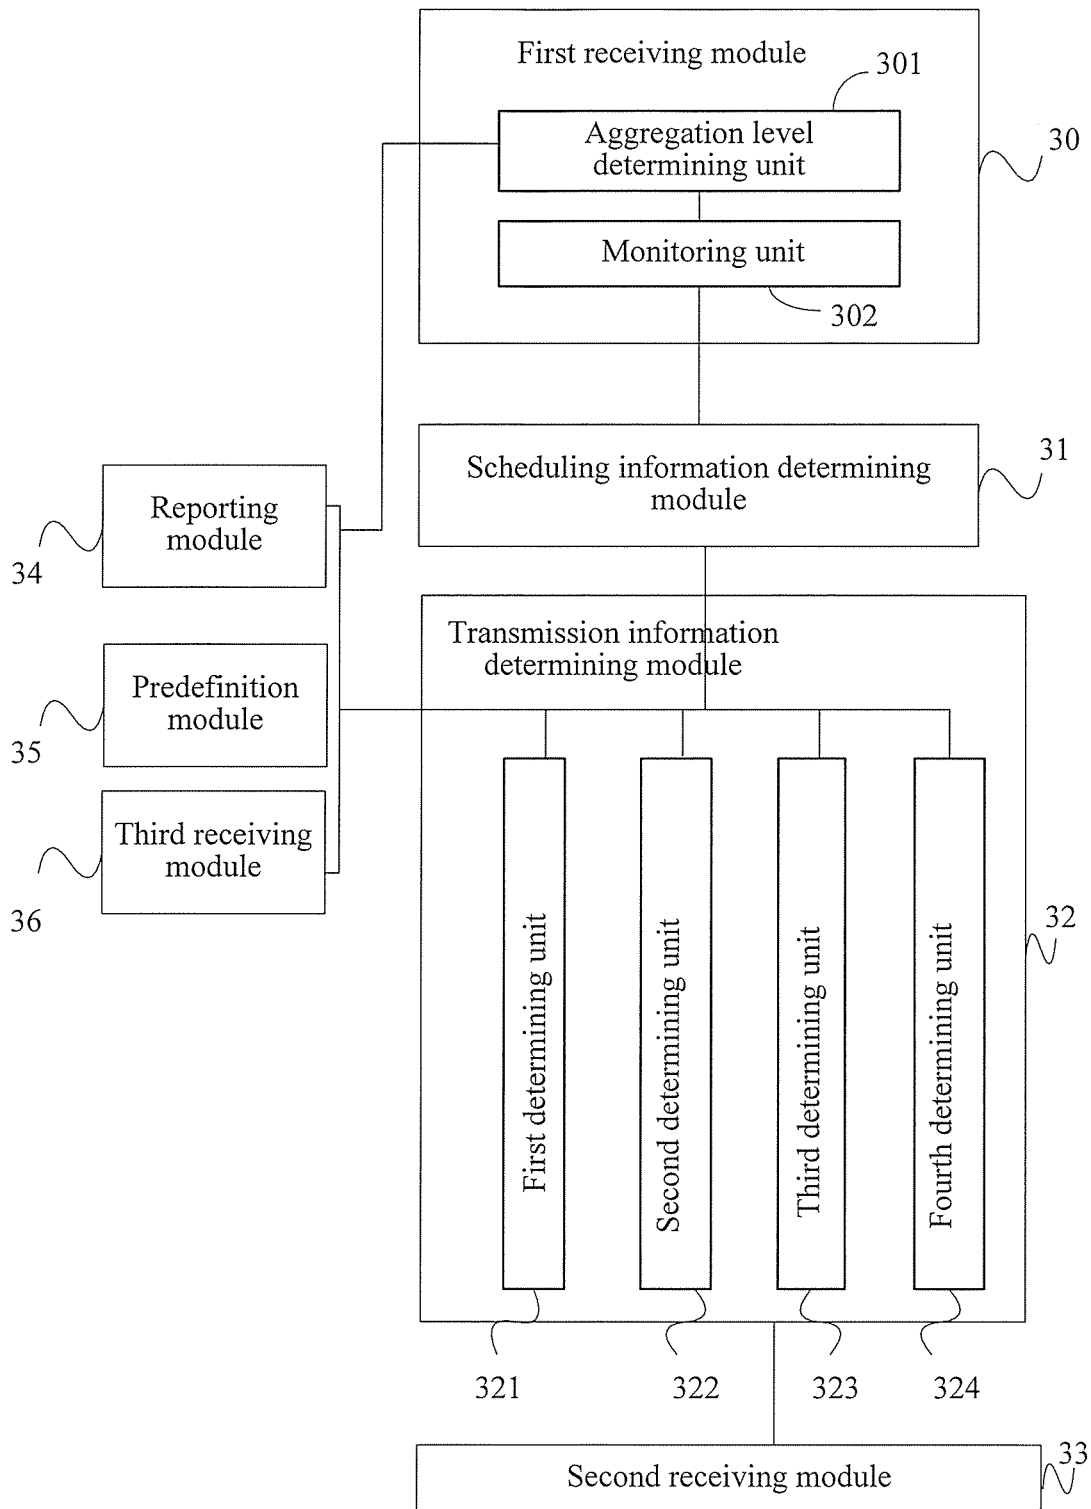 First receiving module
301
Aggregation level
determining unit
30
Monitoring unit
302
Scheduling information determining
module
31
Reporting
module
34
Transmission information
determining module
Predefinition
module
35
Third receiving
module
36
32
First determining unit
Second determining unit
Third determining unit
Fourth determining unit
321
322
323
324
33
Second receiving module